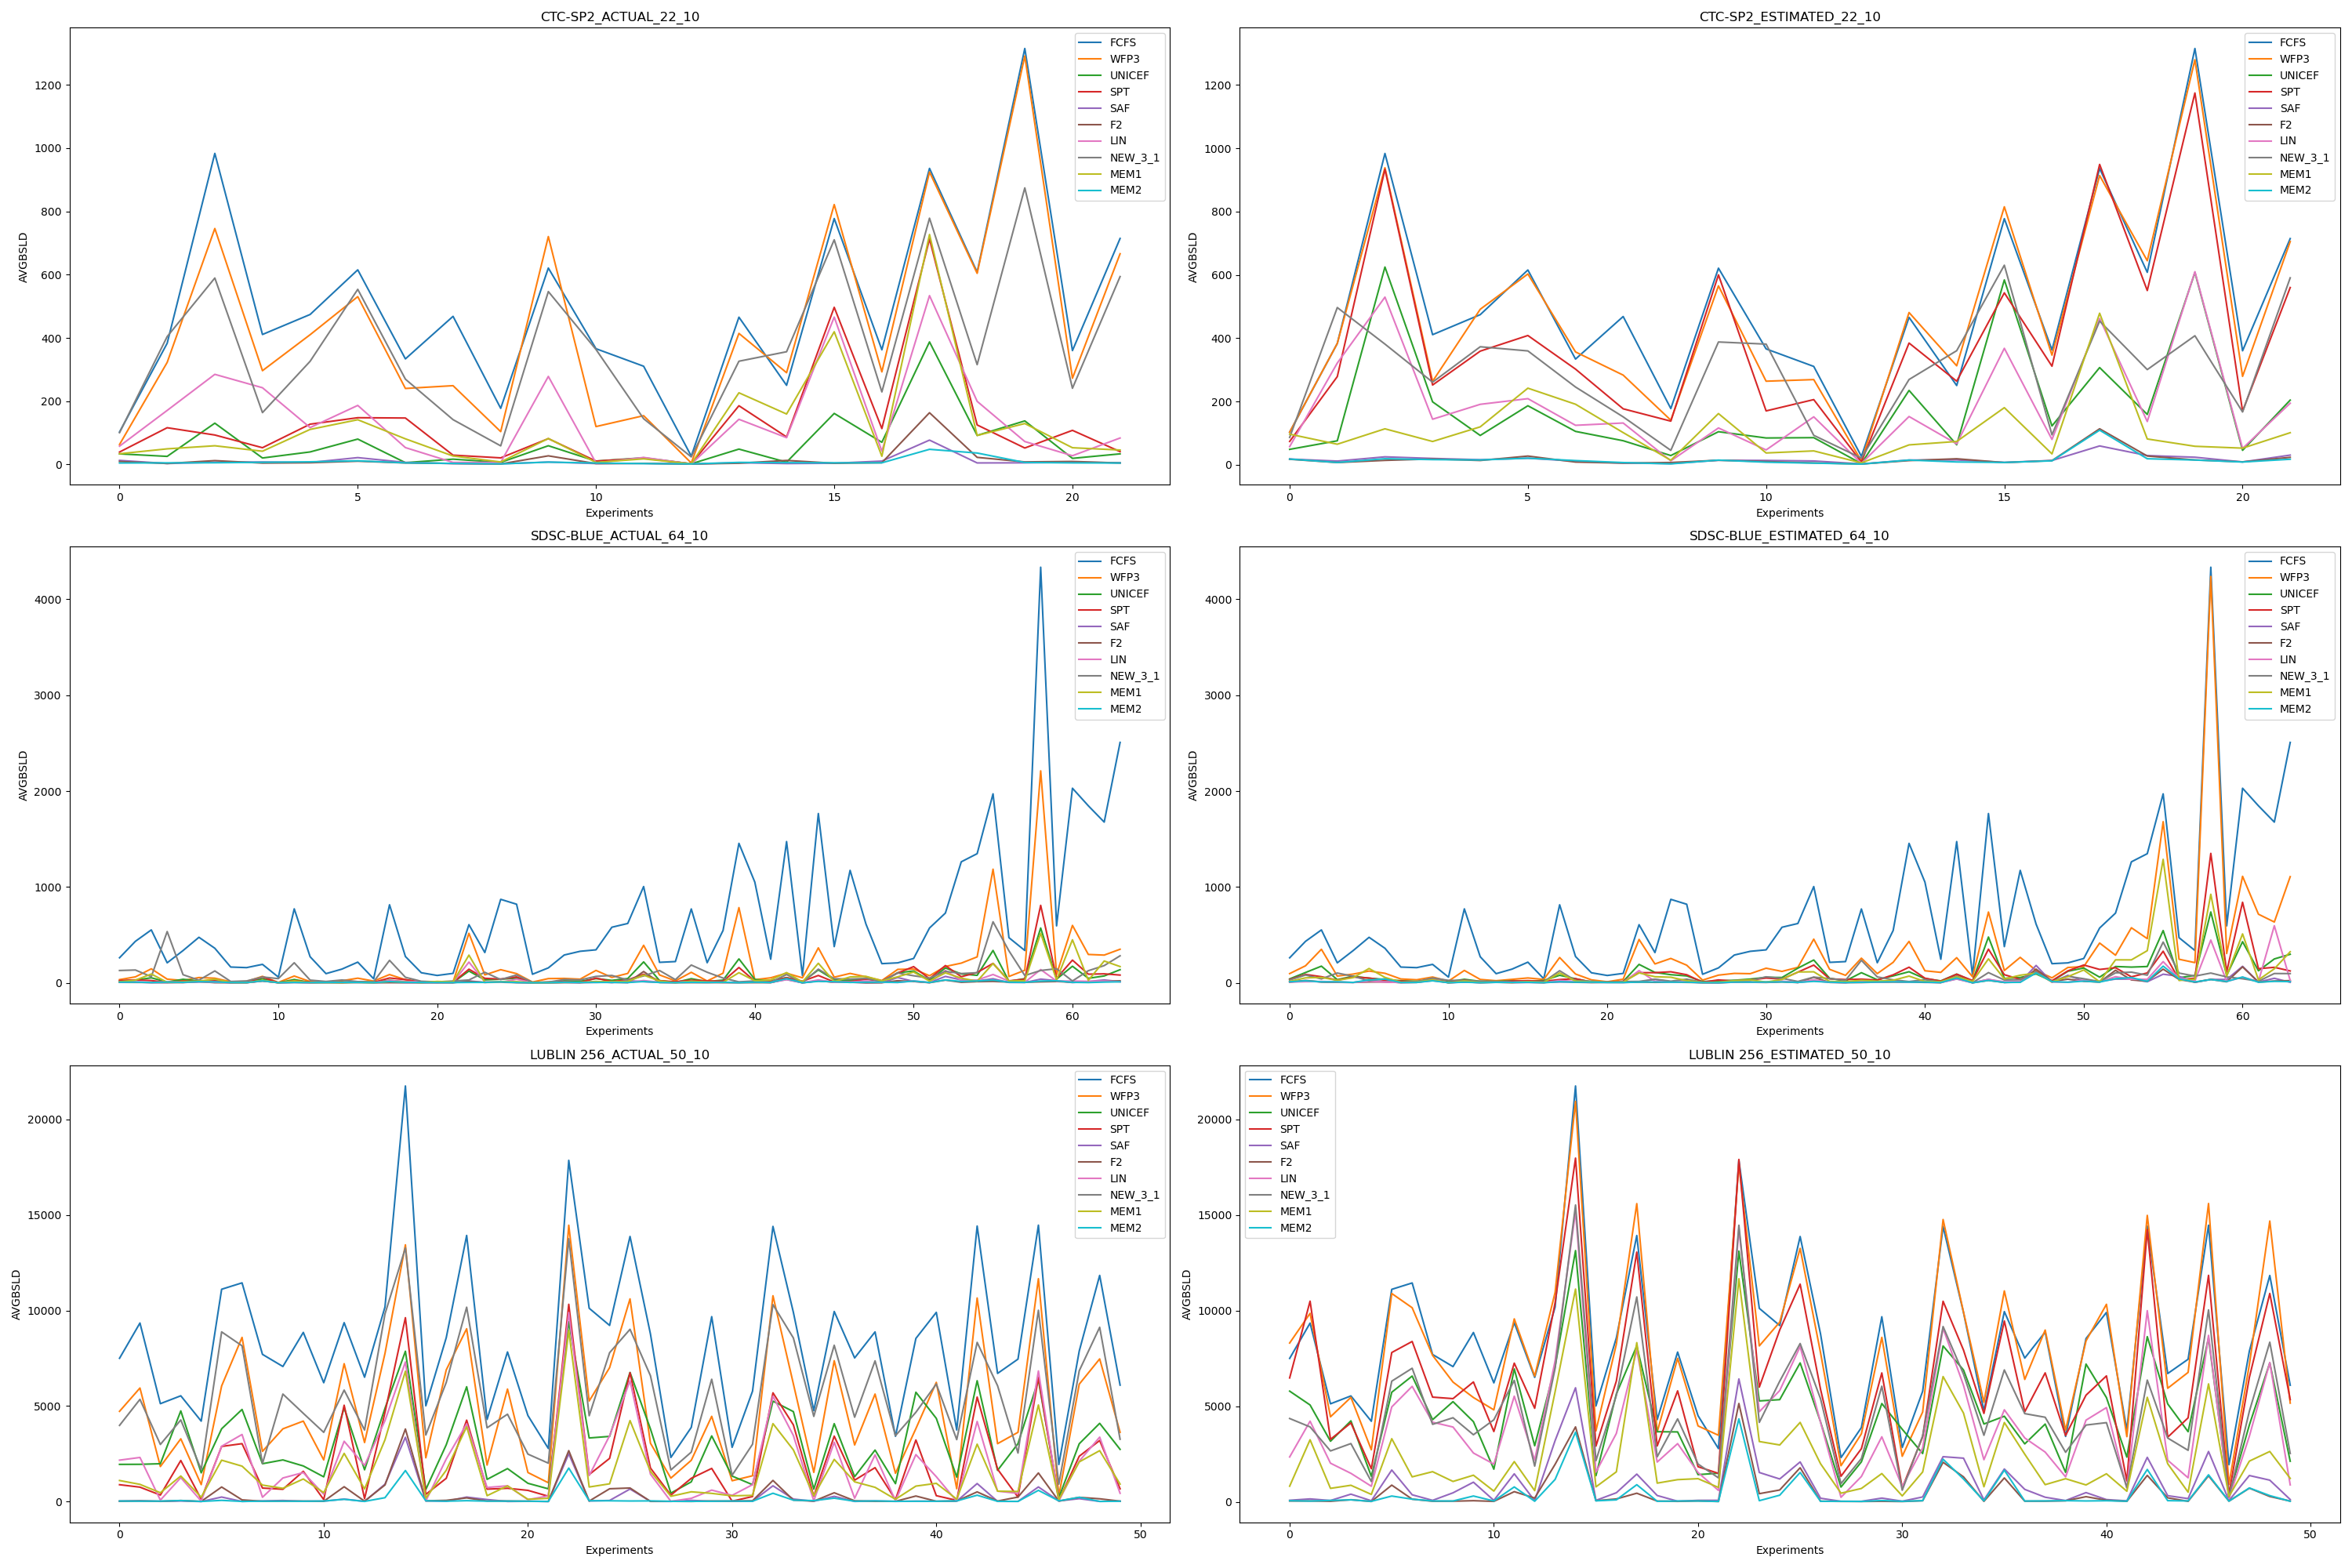 CTC-SP2_ACTUAL_22_10
AVGBSLD
1200
1000
800
600
400
200
0
0 5 10 15 20
Experiments
FCFS
WFP3
UNICEF
SPT
SAF
F2
LIN
NEW_3_1
MEM1
MEM2
CTC-SP2_ESTIMATED_22_10
AVGBSLD
1200
1000
800
600
400
200
0
0 5 10 15 20
Experiments
FCFS
WFP3
UNICEF
SPT
SAF
F2
LIN
NEW_3_1
MEM1
MEM2
SDSC-BLUE_ACTUAL_64_10
AVGBSLD
4000
3000
2000
1000
0
0 10 20 30 40 50 60
Experiments
FCFS
WFP3
UNICEF
SPT
SAF
F2
LIN
NEW_3_1
MEM1
MEM2
SDSC-BLUE_ESTIMATED_64_10
AVGBSLD
4000
3000
2000
1000
0
0 10 20 30 40 50 60
Experiments
FCFS
WFP3
UNICEF
SPT
SAF
F2
LIN
NEW_3_1
MEM1
MEM2
LUBLIN 256_ACTUAL_50_10
AVGBSLD
20000
15000
10000
5000
0
0 10 20 30 40 50
Experiments
FCFS
WFP3
UNICEF
SPT
SAF
F2
LIN
NEW_3_1
MEM1
MEM2
LUBLIN 256_ESTIMATED_50_10
AVGBSLD
20000
15000
10000
5000
0
0 10 20 30 40 50
Experiments
FCFS
WFP3
UNICEF
SPT
SAF
F2
LIN
NEW_3_1
MEM1
MEM2